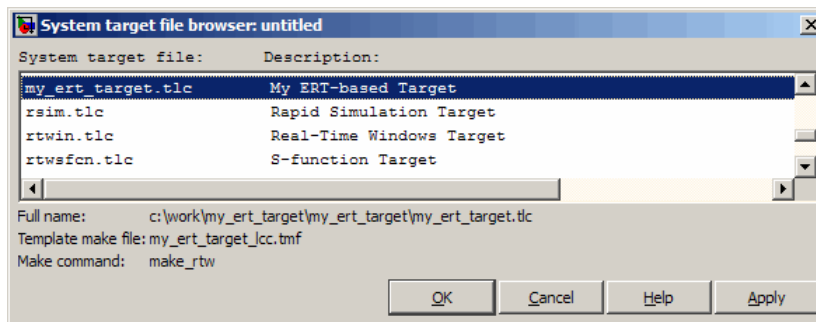 System target file browser: untitled
System target file: Description:
my_ert_target.tlc My ERT-based Target
rsim.tlc Rapid Simulation Target
rtwin.tlc Real-Time Windows Target
rtwsfcn.tlc S-function Target
Full name: c:\work\my_ert_target\my_ert_target\my_ert_target.tlc
Template make file: my_ert_target_lcc.tmf
Make command: make_rtw
OK Cancel Help Apply